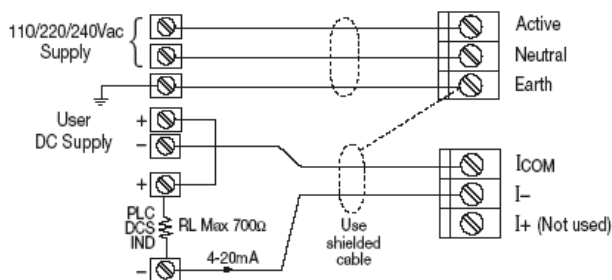 110/220/240Vac
Supply
Active
Neutral
Earth
User
DC Supply
+
−
+
PLC
DCS
IND
RL Max 700Ω
−
4-20mA
Use
shielded
cable
ICOM
I−
I+ (Not used)